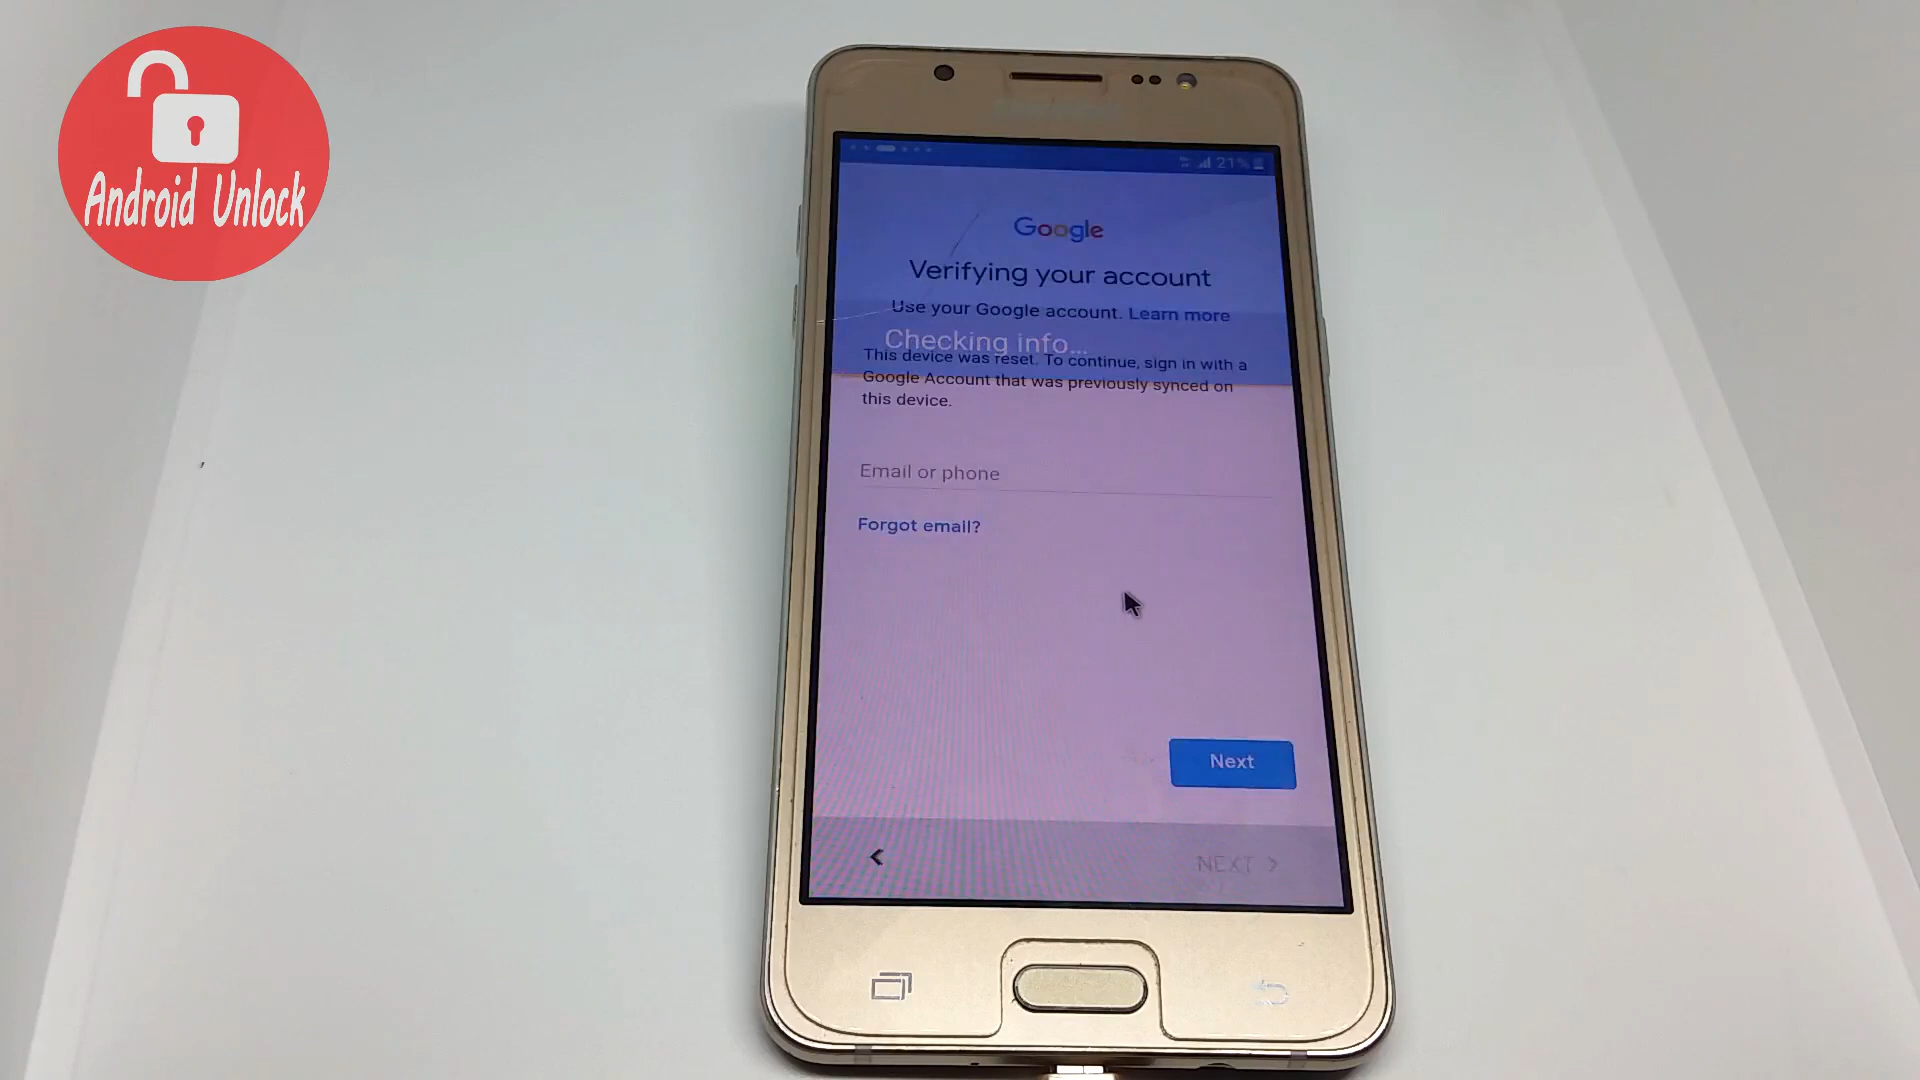 Android Unlock
21%
Google
Verifying your account
Use your Google account. Learn more
Checking info...
This device was reset. To continue, sign in with a
Google Account that was previously synced on
this device.
Email or phone
Forgot email?
Next
NEXT